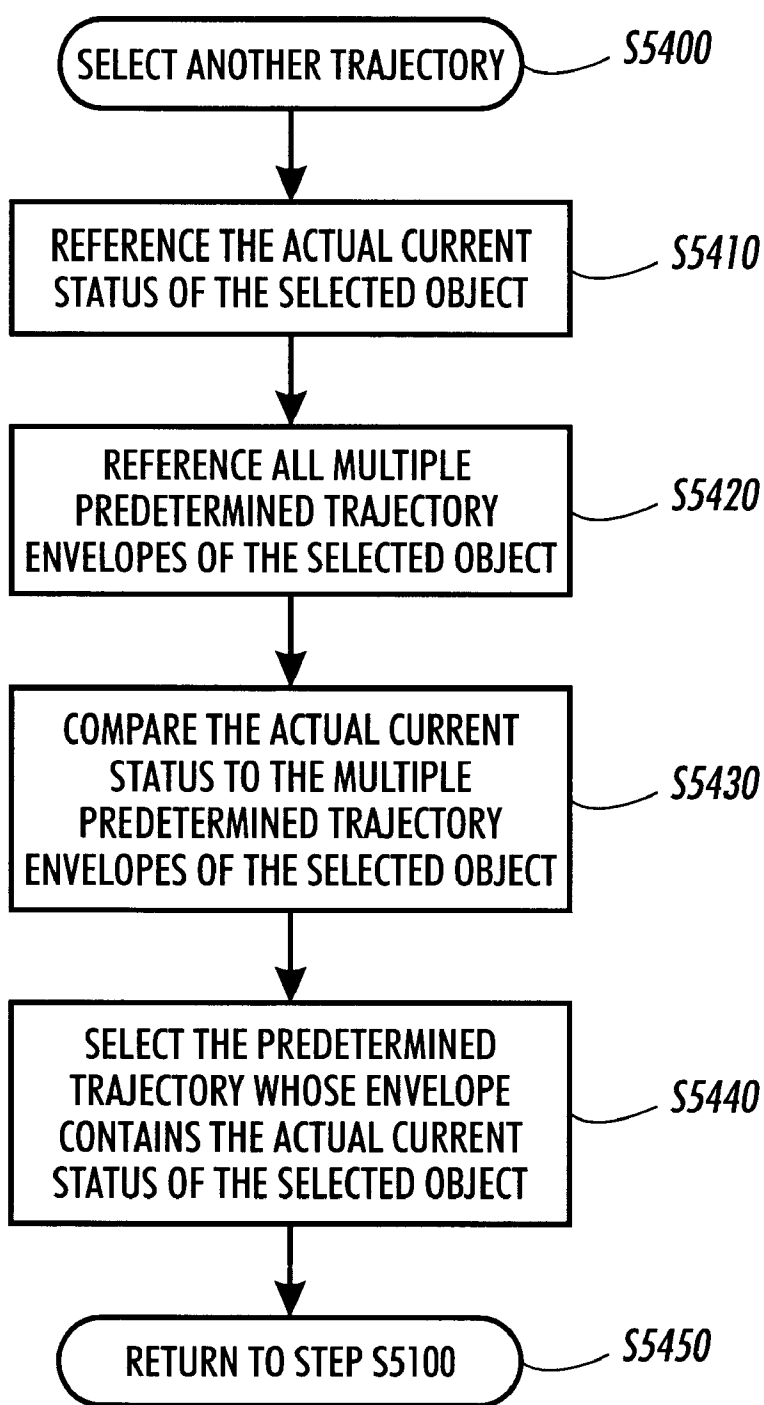 SELECT ANOTHER TRAJECTORY
S5400
REFERENCE THE ACTUAL CURRENT
STATUS OF THE SELECTED OBJECT
S5410
REFERENCE ALL MULTIPLE
PREDETERMINED TRAJECTORY
ENVELOPES OF THE SELECTED OBJECT
S5420
COMPARE THE ACTUAL CURRENT
STATUS TO THE MULTIPLE
PREDETERMINED TRAJECTORY
ENVELOPES OF THE SELECTED OBJECT
S5430
SELECT THE PREDETERMINED
TRAJECTORY WHOSE ENVELOPE
CONTAINS THE ACTUAL CURRENT
STATUS OF THE SELECTED OBJECT
S5440
RETURN TO STEP S5100
S5450